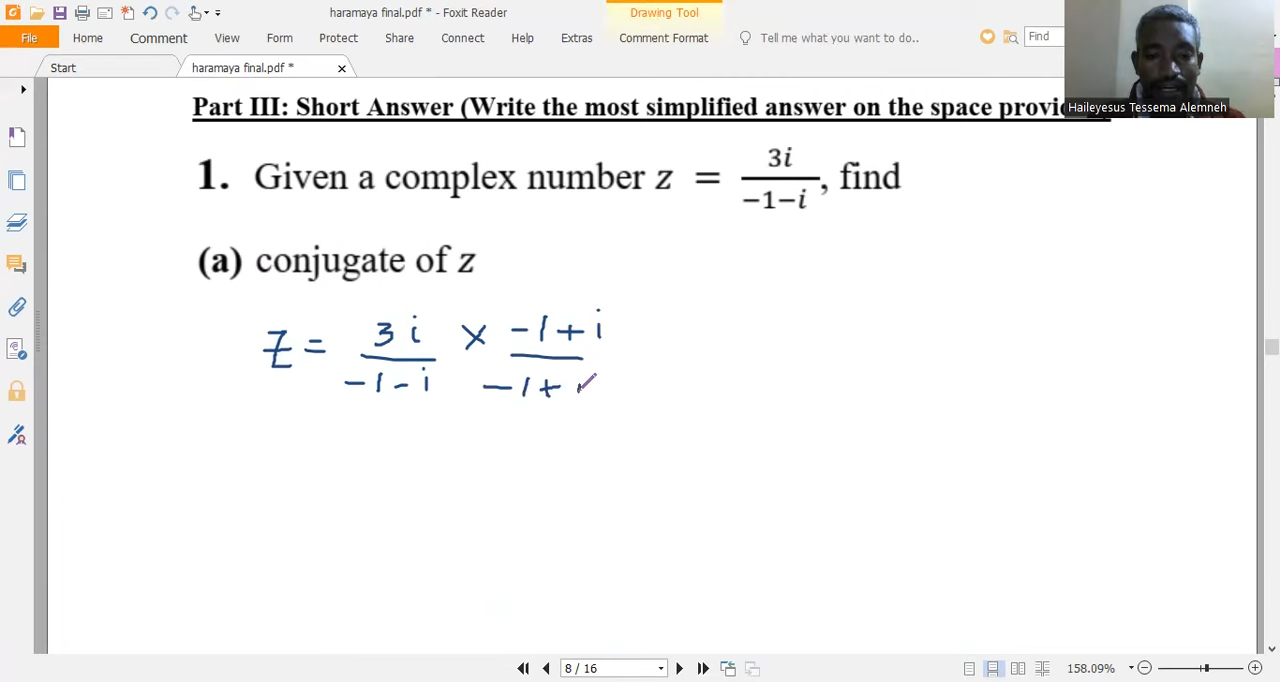 haramaya final.pdf * - Foxit Reader
Drawing Tool
File Home Comment View Form Protect Share Connect Help Extras Comment Format Tell me what you want to do.. Find
Start haramaya final.pdf *
Haileyesus Tessema Alemneh
Part III: Short Answer (Write the most simplified answer on the space
1. Given a complex number z = 3i/(-1-i), find
(a) conjugate of z
Z = 3i/(-1-i) × (-1+i)/(-1+
8 / 16
158.09%